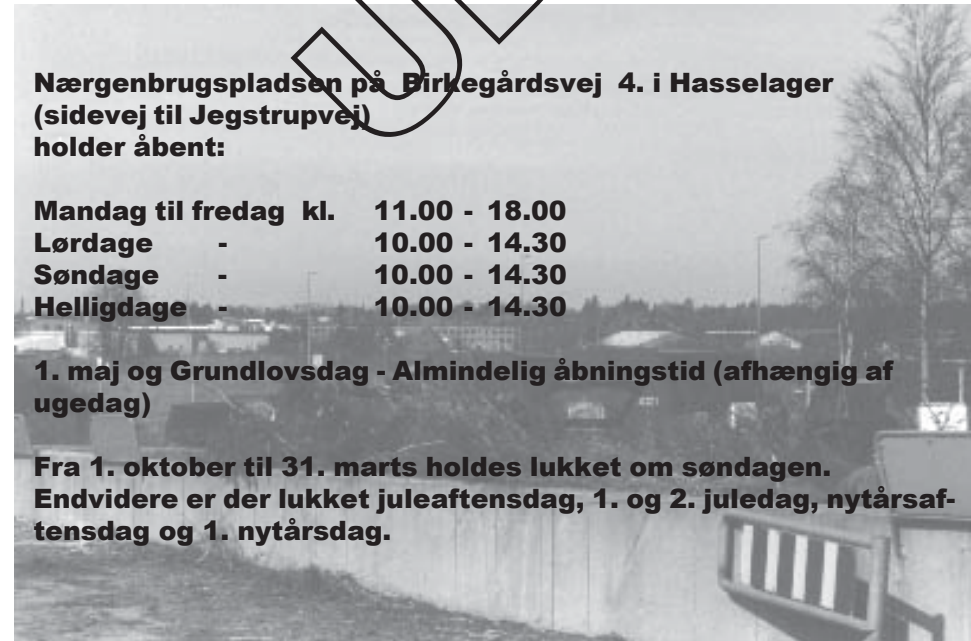 Nærgenbrugspladsen på Birkegårdsvej 4. i Hasselager
(sidevej til Jegstrupvej)
holder åbent:
Mandag til fredag kl. 11.00 - 18.00
Lørdage - 10.00 - 14.30
Søndage - 10.00 - 14.30
Helligdage - 10.00 - 14.30
1. maj og Grundlovsdag - Almindelig åbningstid (afhængig af
ugedag)
Fra 1. oktober til 31. marts holdes lukket om søndagen.
Endvidere er der lukket juleaftensdag, 1. og 2. juledag, nytårsaf-
tensdag og 1. nytårsdag.